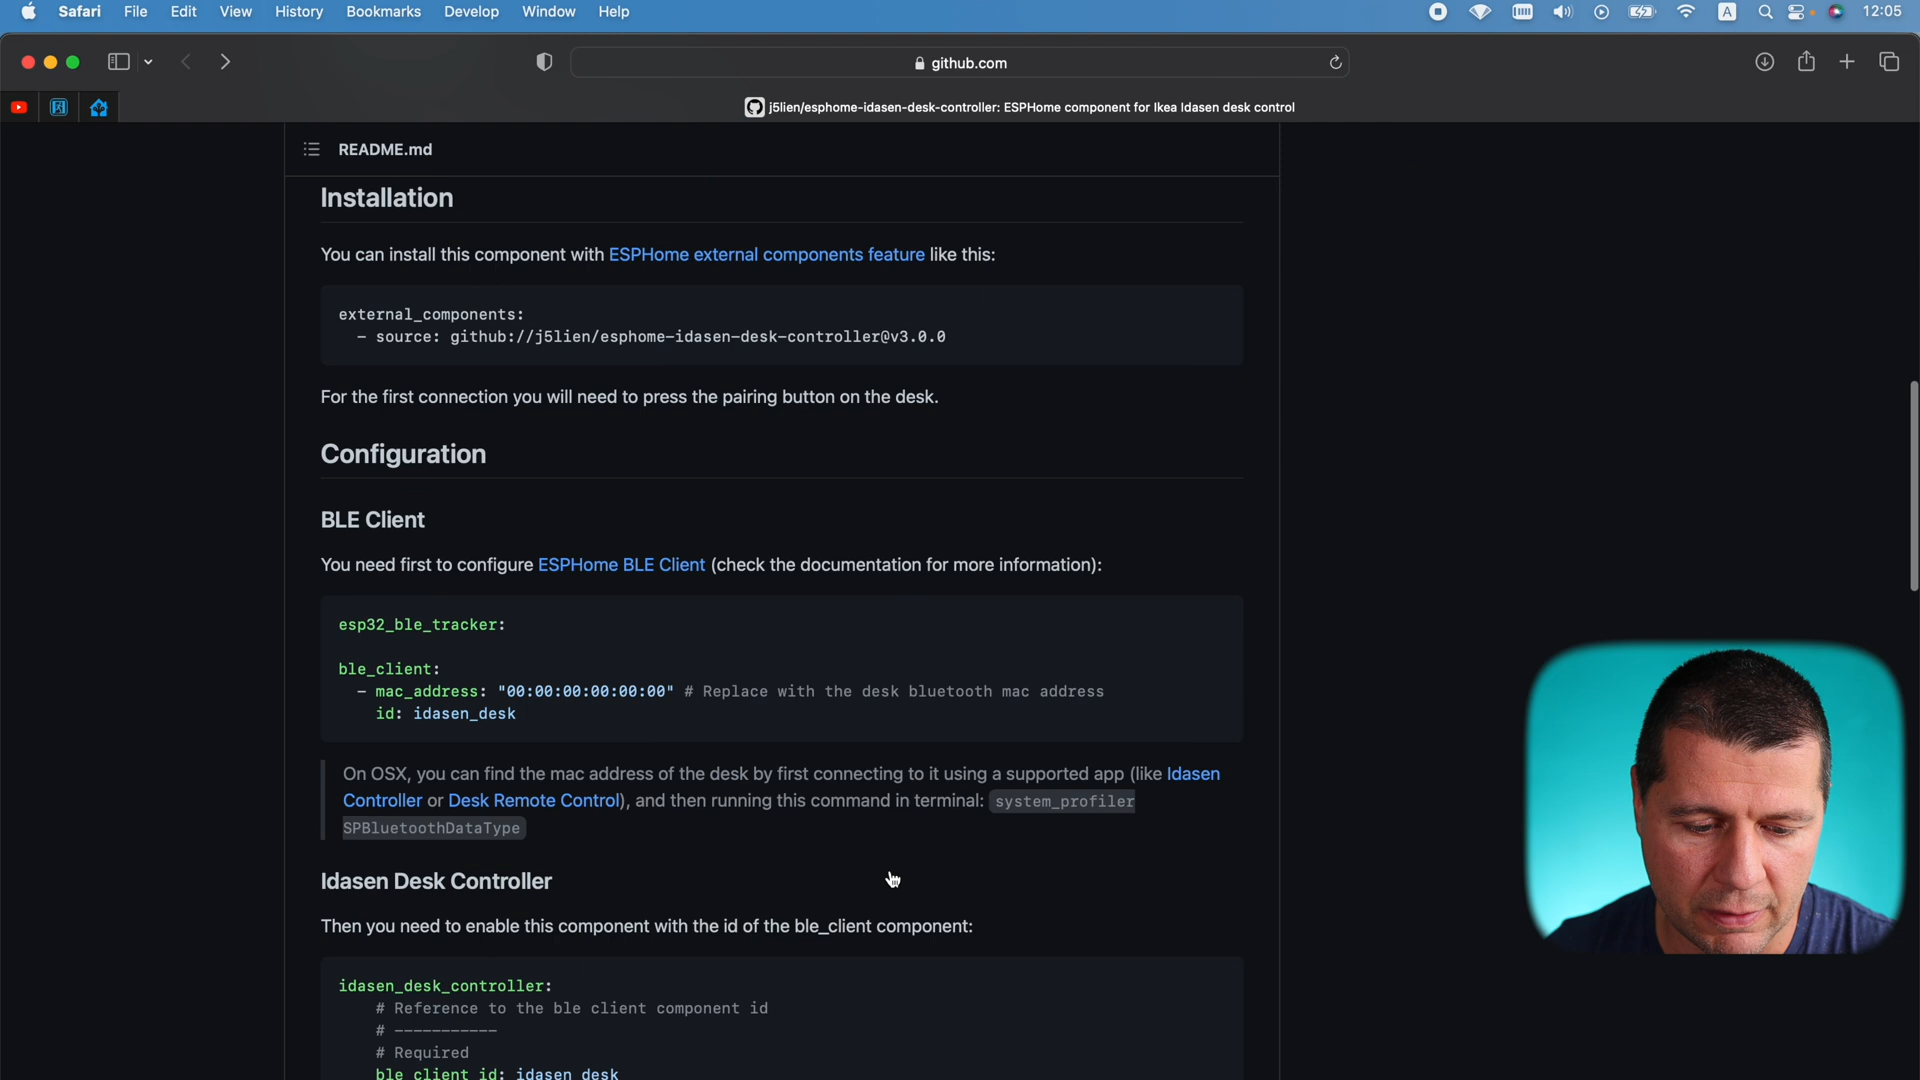 Safari File Edit View History Bookmarks Develop Window Help A 12:05
github.com
j5lien/esphome-idasen-desk-controller: ESPHome component for Ikea Idasen desk control
README.md
Installation
You can install this component with ESPHome external components feature like this:
external_components:
- source: github://j5lien/esphome-idasen-desk-controller@v3.0.0
For the first connection you will need to press the pairing button on the desk.
Configuration
BLE Client
You need first to configure ESPHome BLE Client (check the documentation for more information):
esp32_ble_tracker:
ble_client:
- mac_address: "00:00:00:00:00:00" # Replace with the desk bluetooth mac address
id: idasen_desk
On OSX, you can find the mac address of the desk by first connecting to it using a supported app (like Idasen
Controller or Desk Remote Control), and then running this command in terminal: system_profiler
SPBluetoothDataType
Idasen Desk Controller
Then you need to enable this component with the id of the ble_client component:
idasen_desk_controller:
# Reference to the ble client component id
# -----------
# Required
ble_client_id: idasen_desk